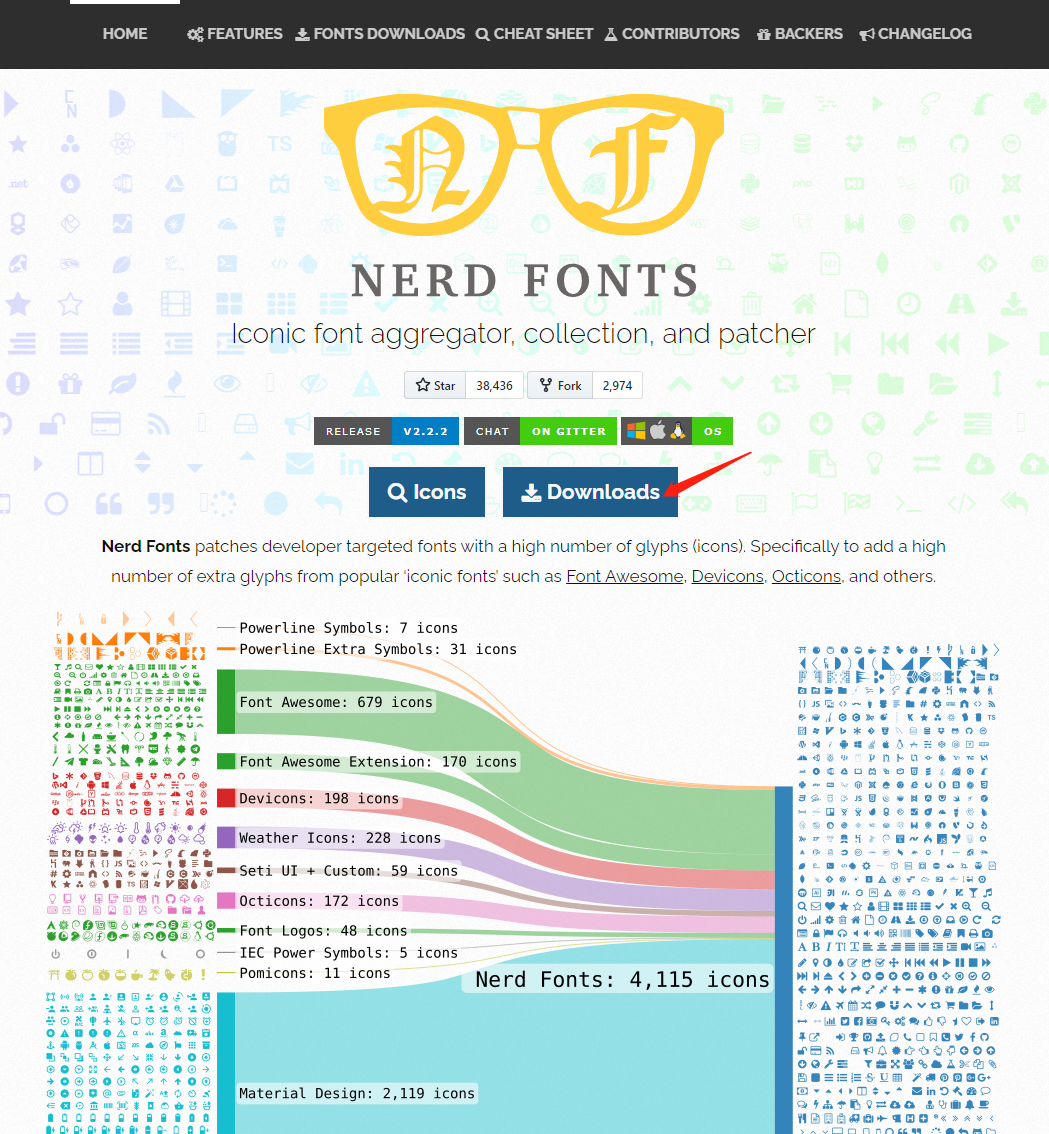 HOME FEATURES FONTS DOWNLOADS CHEAT SHEET CONTRIBUTORS BACKERS CHANGELOG
N F
NERD FONTS
Iconic font aggregator, collection, and patcher
Star 38,436 Fork 2,974
RELEASE V2.2.2 CHAT ON GITTER OS
Icons Downloads
Nerd Fonts patches developer targeted fonts with a high number of glyphs (icons). Specifically to add a high
number of extra glyphs from popular ‘iconic fonts’ such as Font Awesome, Devicons, Octicons, and others.
Powerline Symbols: 7 icons
Powerline Extra Symbols: 31 icons
Font Awesome: 679 icons
Font Awesome Extension: 170 icons
Devicons: 198 icons
Weather Icons: 228 icons
Seti UI + Custom: 59 icons
Octicons: 172 icons
Font Logos: 48 icons
IEC Power Symbols: 5 icons
Pomicons: 11 icons
Nerd Fonts: 4,115 icons
Material Design: 2,119 icons